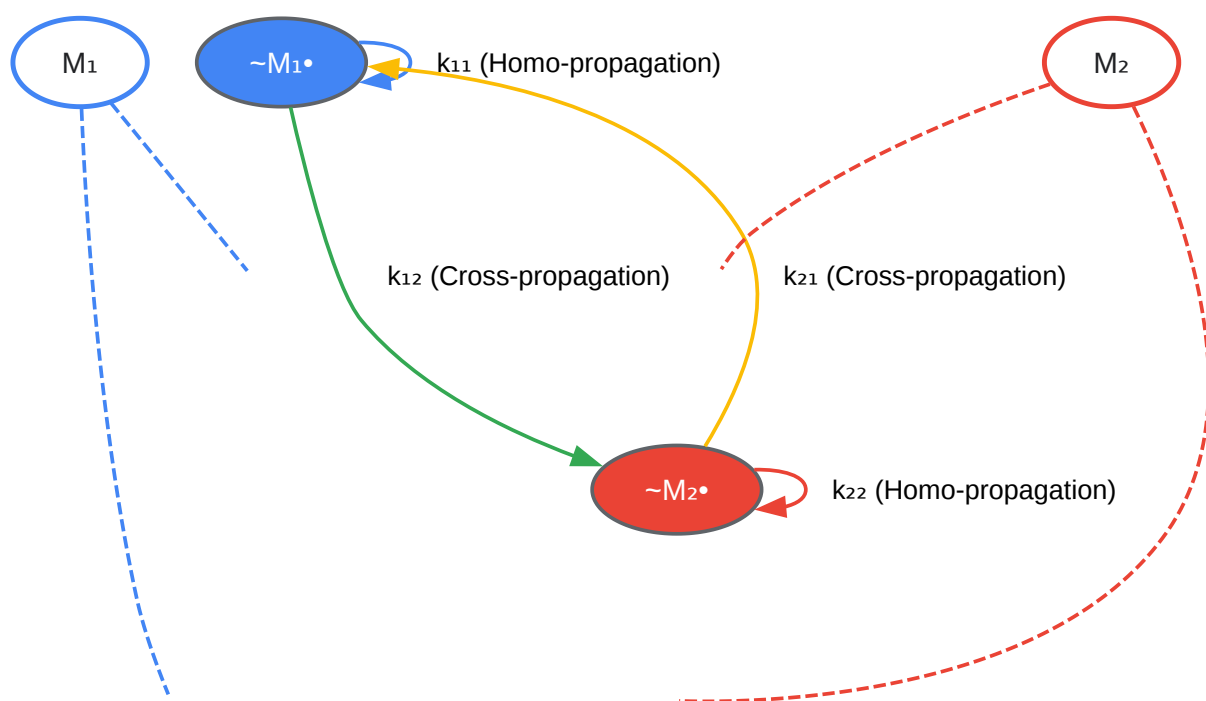 M₁
~M₁•
k₁₁ (Homo-propagation)
M₂
k₁₂ (Cross-propagation)
k₂₁ (Cross-propagation)
~M₂•
k₂₂ (Homo-propagation)